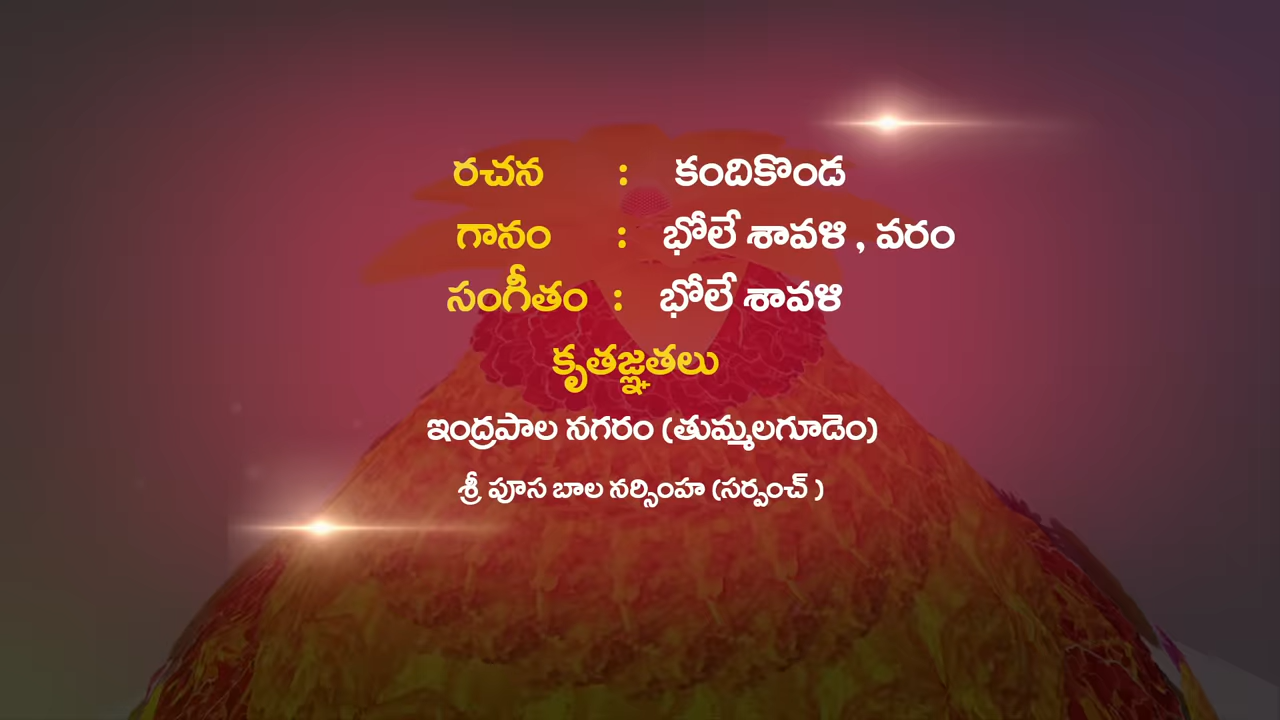 రచన : కందికొండ
గానం : భోలే శావళి , వరం
సంగీతం : భోలే శావళి
కృతజ్ఞతలు
ఇంద్రపాల నగరం (తుమ్మలగూడెం)
శ్రీ పూస బాల నర్సింహ (సర్పంచ్ )